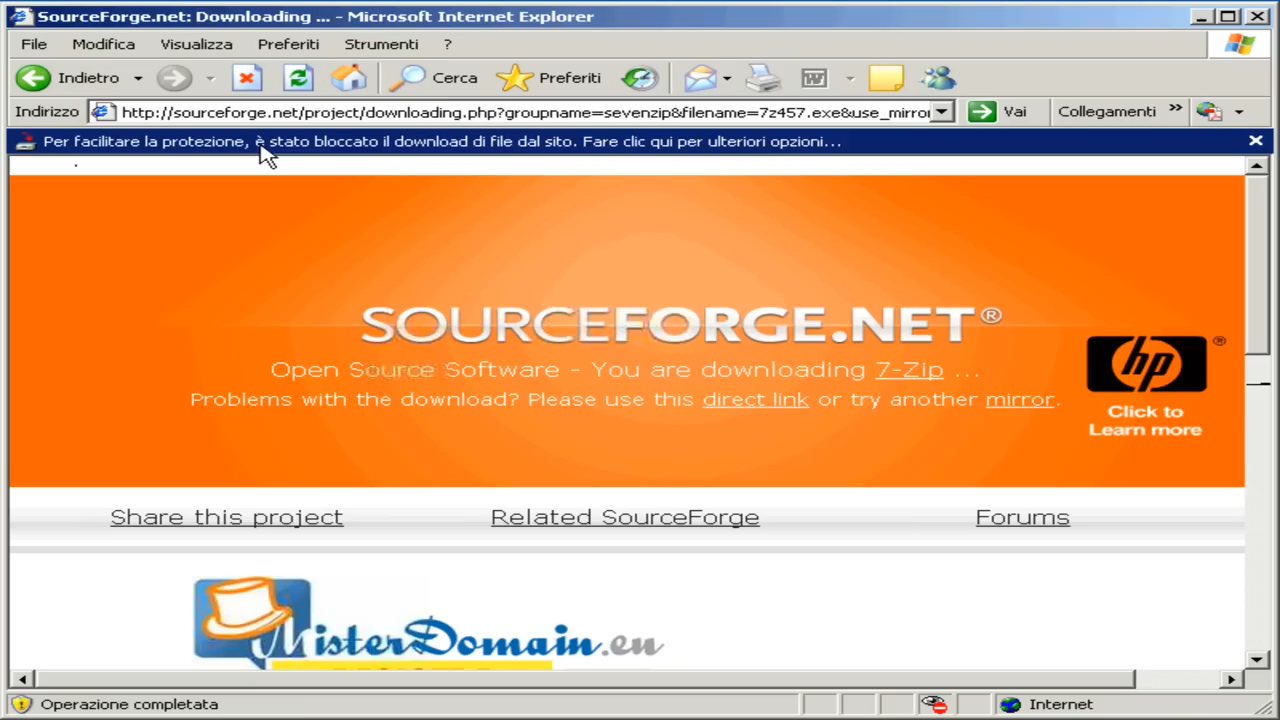 SourceForge.net: Downloading ... - Microsoft Internet Explorer
File Modifica Visualizza Preferiti Strumenti ?
Indietro Cerca Preferiti W
Indirizzo http://sourceforge.net/project/downloading.php?groupname=sevenzip&filename=7z457.exe&use_mirror Vai Collegamenti »
Per facilitare la protezione, è stato bloccato il download di file dal sito. Fare clic qui per ulteriori opzioni...
.
SOURCEFORGE.NET®
Open Source Software - You are downloading 7-Zip ...
Problems with the download? Please use this direct link or try another mirror.
hp ®
Click to
Learn more
Share this project Related SourceForge Forums
MisterDomain.eu
Operazione completata Internet